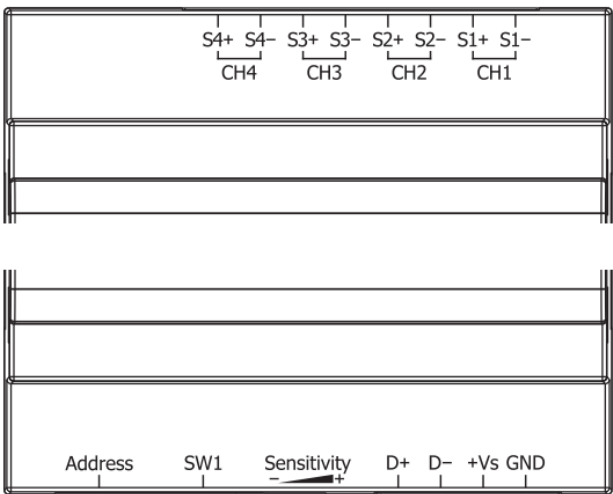 S4+ S4− S3+ S3− S2+ S2− S1+ S1−
CH4 CH3 CH2 CH1
Address SW1 Sensitivity D+ D− +Vs GND
− +